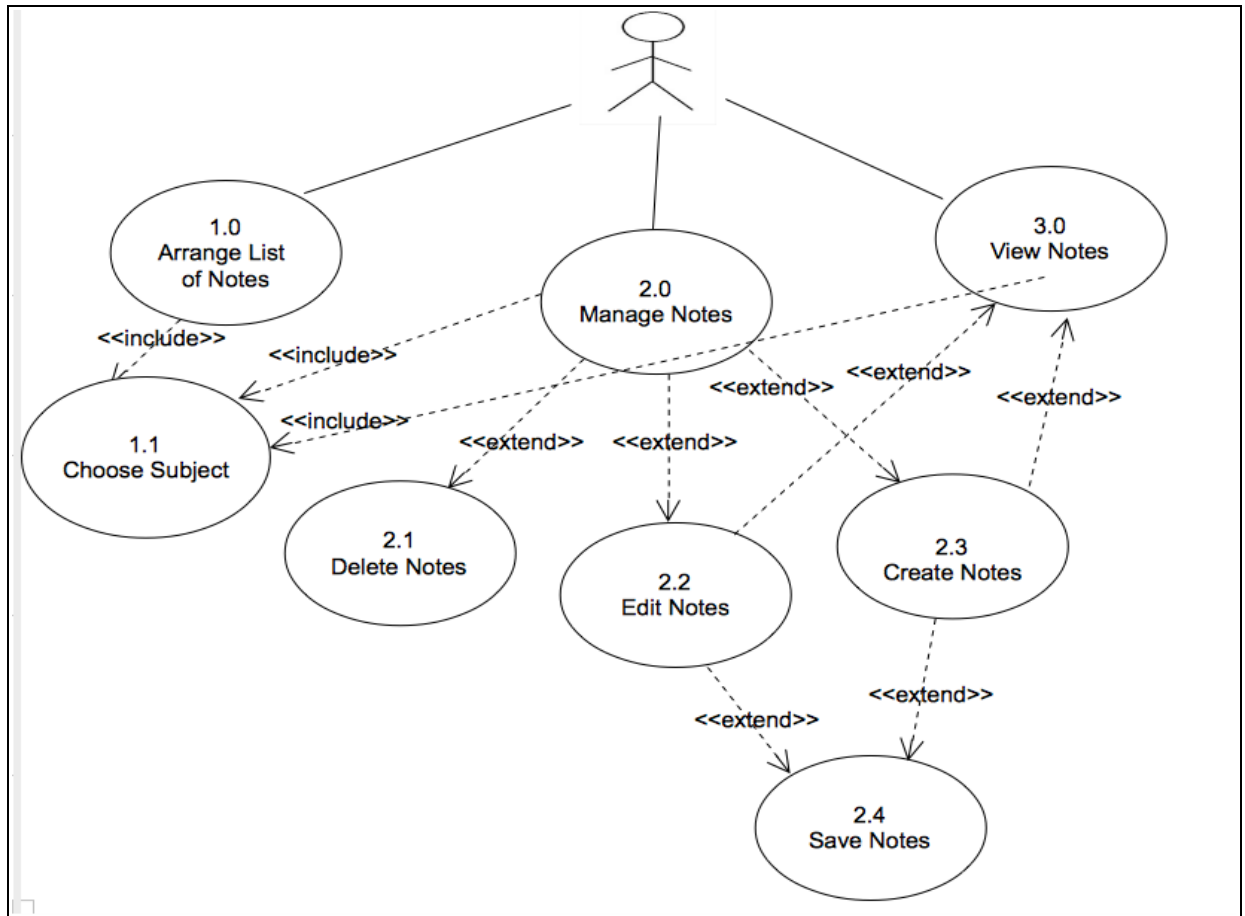 1.0
Arrange List
of Notes
3.0
View Notes
2.0
Manage Notes
<<include>>
<<include>>
<<extend>>
<<extend>>
<<extend>>
<<include>>
<<extend>>
<<extend>>
1.1
Choose Subject
2.1
Delete Notes
2.2
Edit Notes
2.3
Create Notes
<<extend>>
<<extend>>
2.4
Save Notes